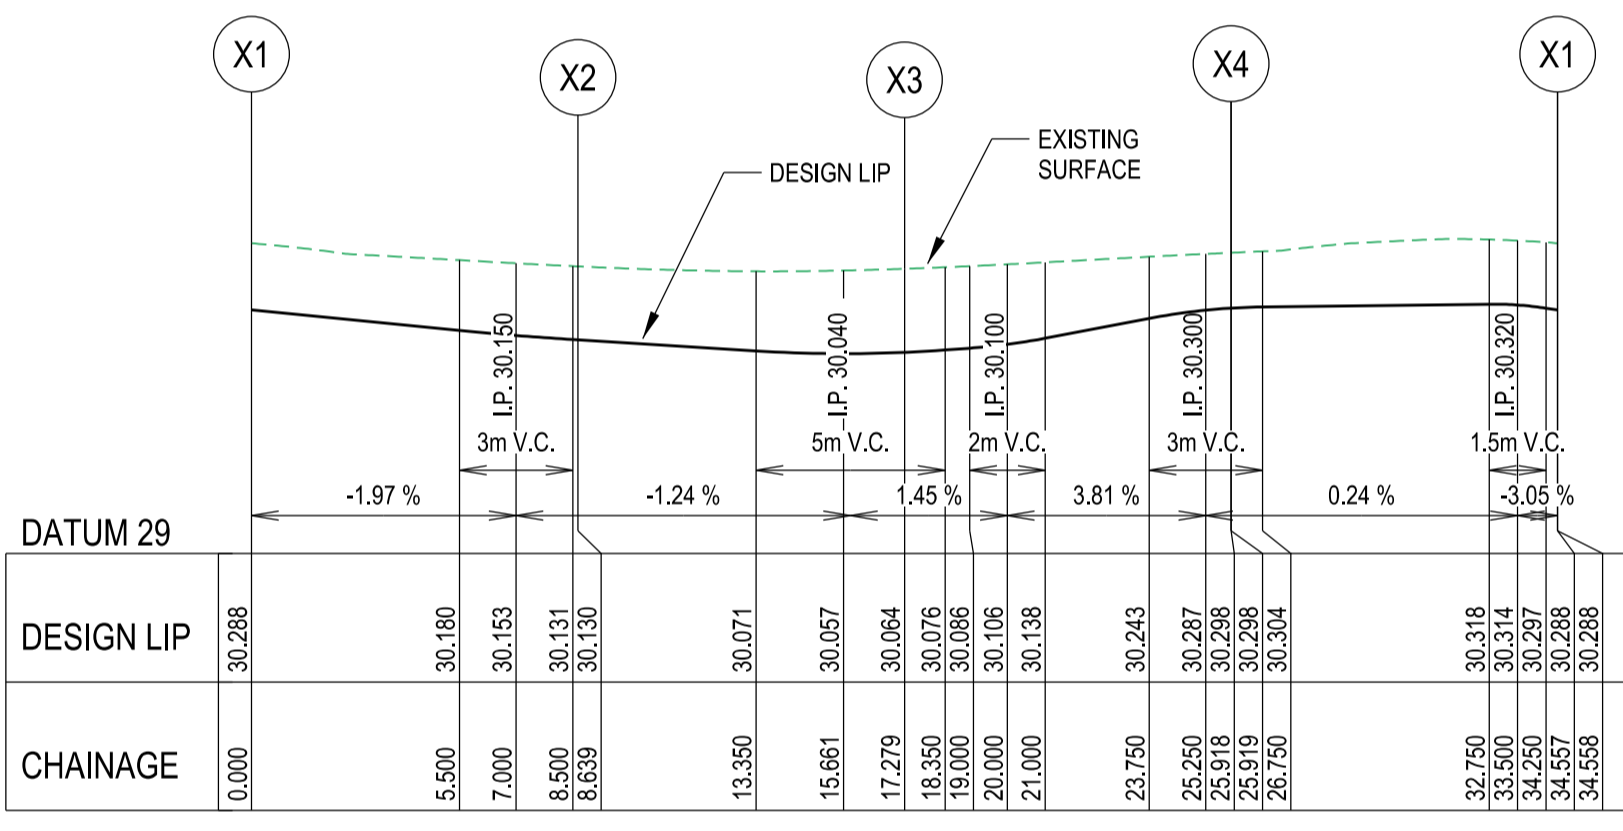 X1
X2
X3
X4
X1
EXISTING
SURFACE
DESIGN LIP
I.P. 30.150
I.P. 30.040
I.P. 30.100
I.P. 30.300
I.P. 30.320
3m V.C.
5m V.C.
2m V.C.
3m V.C.
1.5m V.C.
-1.97 %
-1.24 %
1.45 %
3.81 %
0.24 %
-3.05 %
DATUM 29
DESIGN LIP
30.288
30.180
30.153
30.131
30.130
30.071
30.057
30.064
30.076
30.086
30.106
30.138
30.243
30.287
30.298
30.298
30.304
30.318
30.314
30.297
30.288
30.288
CHAINAGE
0.000
5.500
7.000
8.500
8.639
13.350
15.661
17.279
18.350
19.000
20.000
21.000
23.750
25.250
25.918
25.919
26.750
32.750
33.500
34.250
34.557
34.558